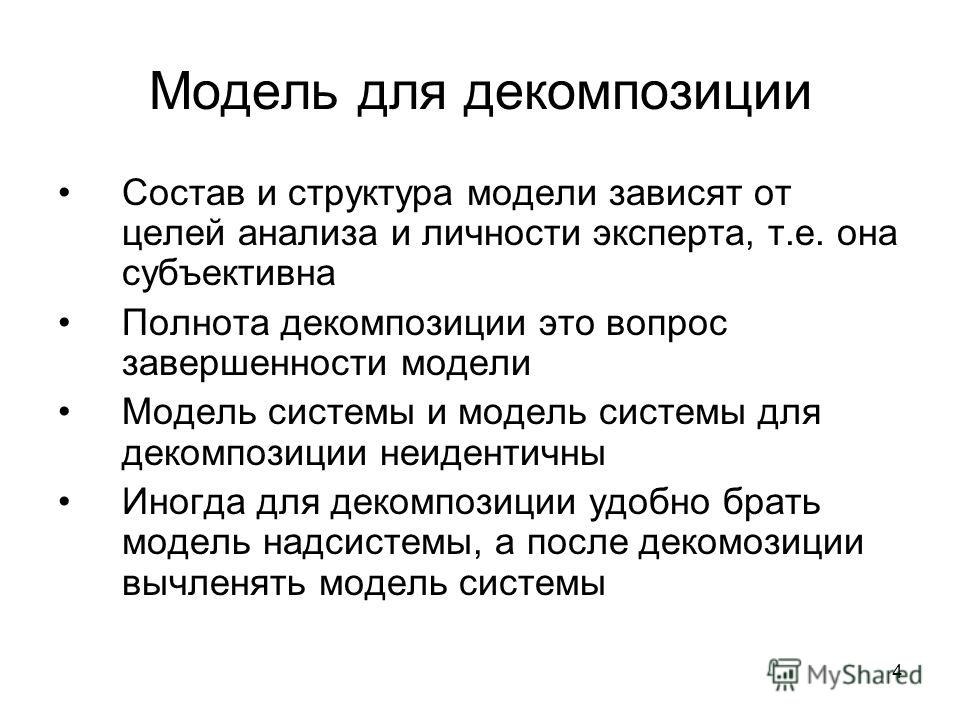 Модель для декомпозиции
• Состав и структура модели зависят от
целей анализа и личности эксперта, т.е. она
субъективна
• Полнота декомпозиции это вопрос
завершенности модели
• Модель системы и модель системы для
декомпозиции неидентичны
• Иногда для декомпозиции удобно брать
модель надсистемы, а после декомозиции
вычленять модель системы
4
MyShared